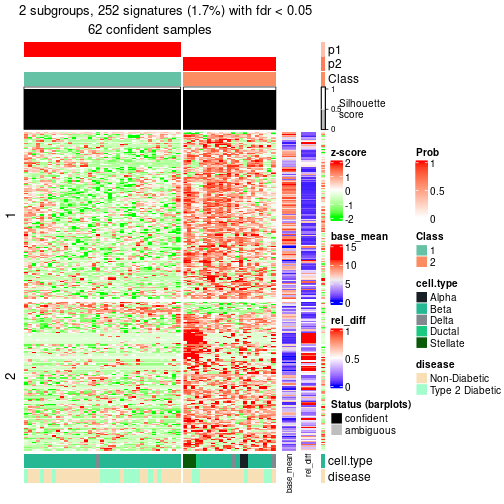 2 subgroups, 252 signatures (1.7%) with fdr < 0.05
62 confident samples
p1
p2
Class
1
0.5
0
Silhouette
score
1
2
z-score
2
1
0
-1
-2
Prob
1
0.5
0
base_mean
15
10
5
0
Class
1
2
rel_diff
1
0.5
0
cell.type
Alpha
Beta
Delta
Ductal
Stellate
disease
Non-Diabetic
Type 2 Diabetic
Status (barplots)
confident
ambiguous
cell.type
disease
base_mean
rel_diff